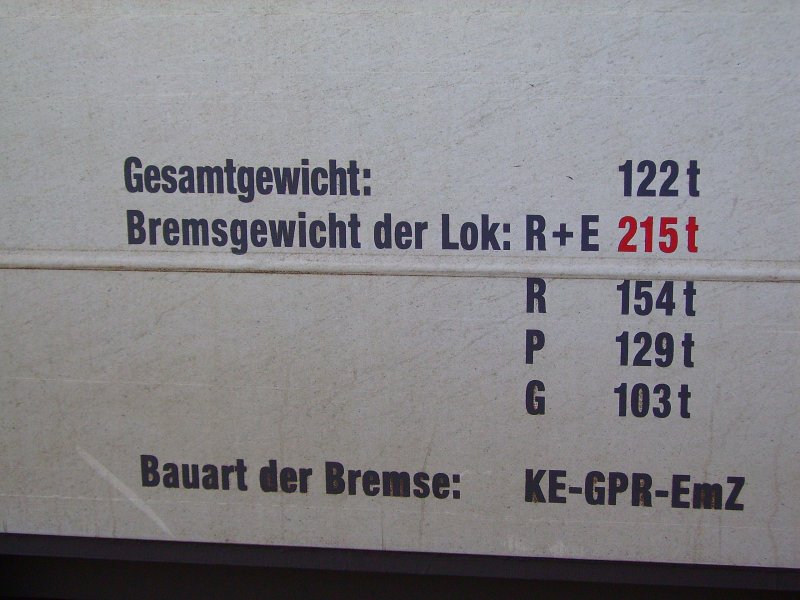 Gesamtgewicht: 122 t
Bremsgewicht der Lok: R+E 215 t
R 154 t
P 129 t
G 103 t
Bauart der Bremse: KE-GPR-EmZ